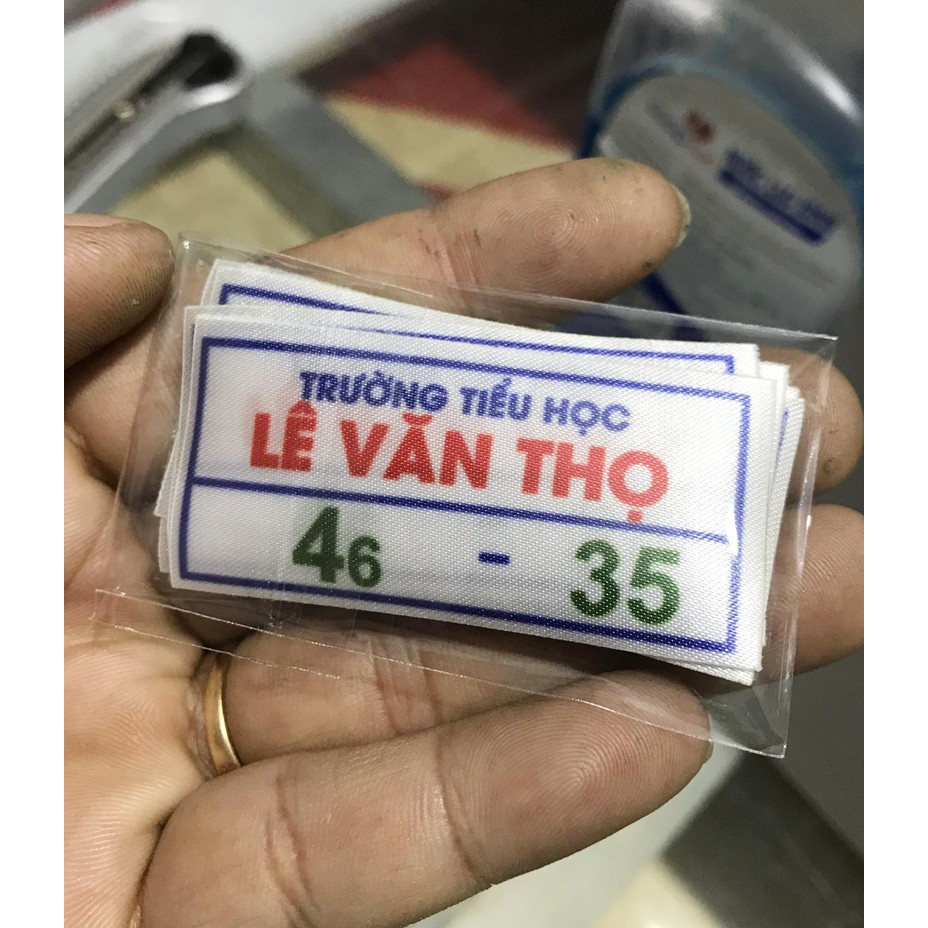 TRƯỜNG TIỂU HỌC
LÊ VĂN THỌ
46 - 35